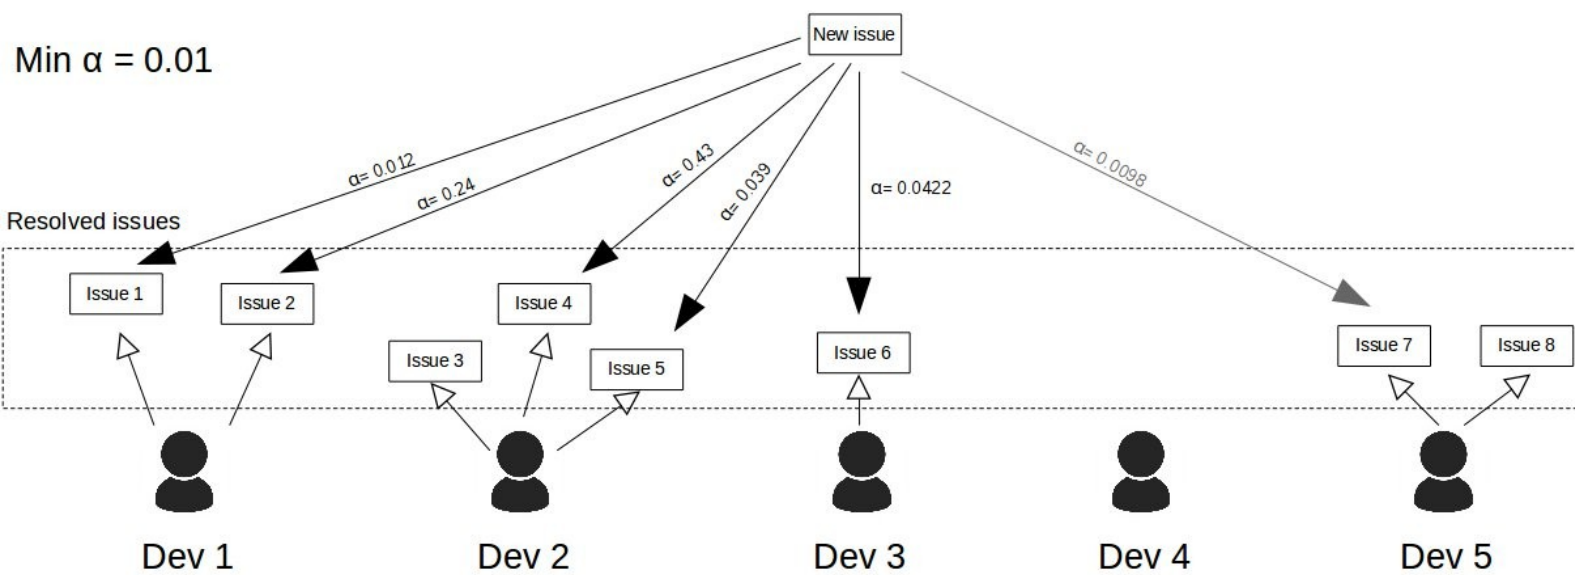 New issue
Min α = 0.01
α= 0.012
α= 0.24
α= 0.43
α= 0.039
α= 0.0422
α= 0.0098
Resolved issues
Issue 1
Issue 2
Issue 4
Issue 3
Issue 5
Issue 6
Issue 7
Issue 8
Dev 1
Dev 2
Dev 3
Dev 4
Dev 5